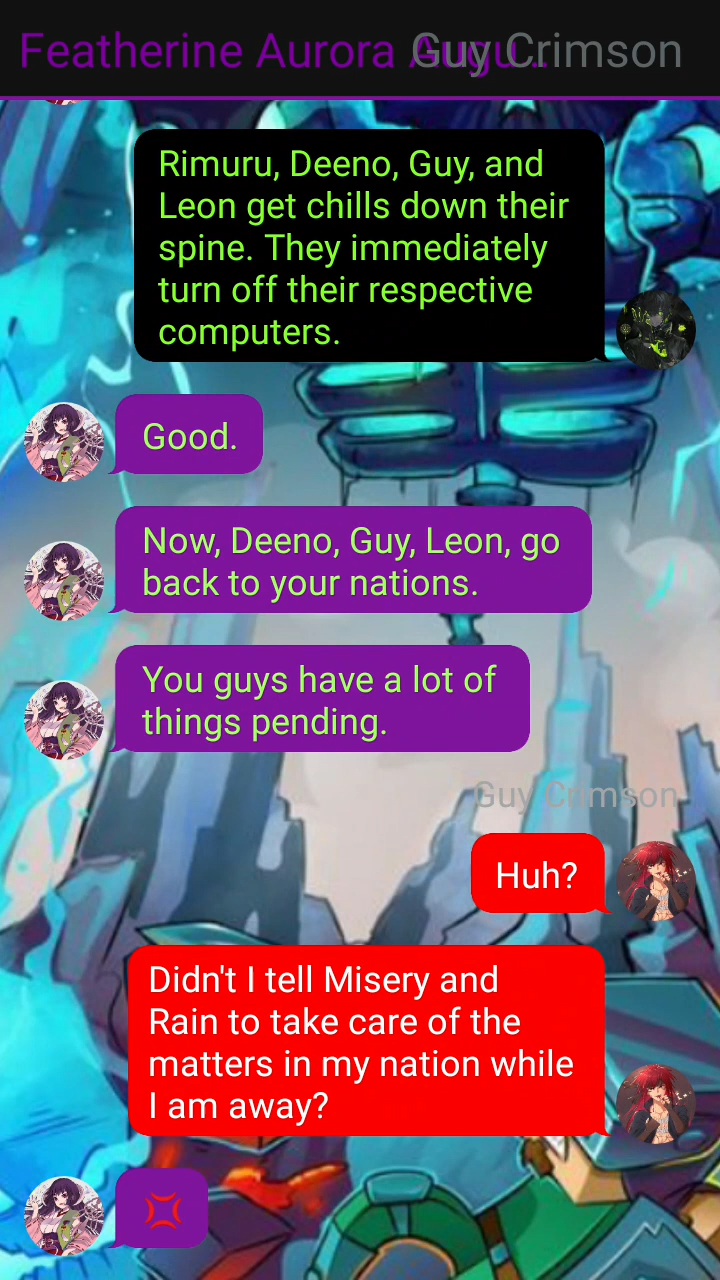 Featherine Aurora Augu...
Guy Crimson
Rimuru, Deeno, Guy, and
Leon get chills down their
spine. They immediately
turn off their respective
computers.
Good.
Now, Deeno, Guy, Leon, go
back to your nations.
You guys have a lot of
things pending.
Guy Crimson
Huh?
Didn't I tell Misery and
Rain to take care of the
matters in my nation while
I am away?